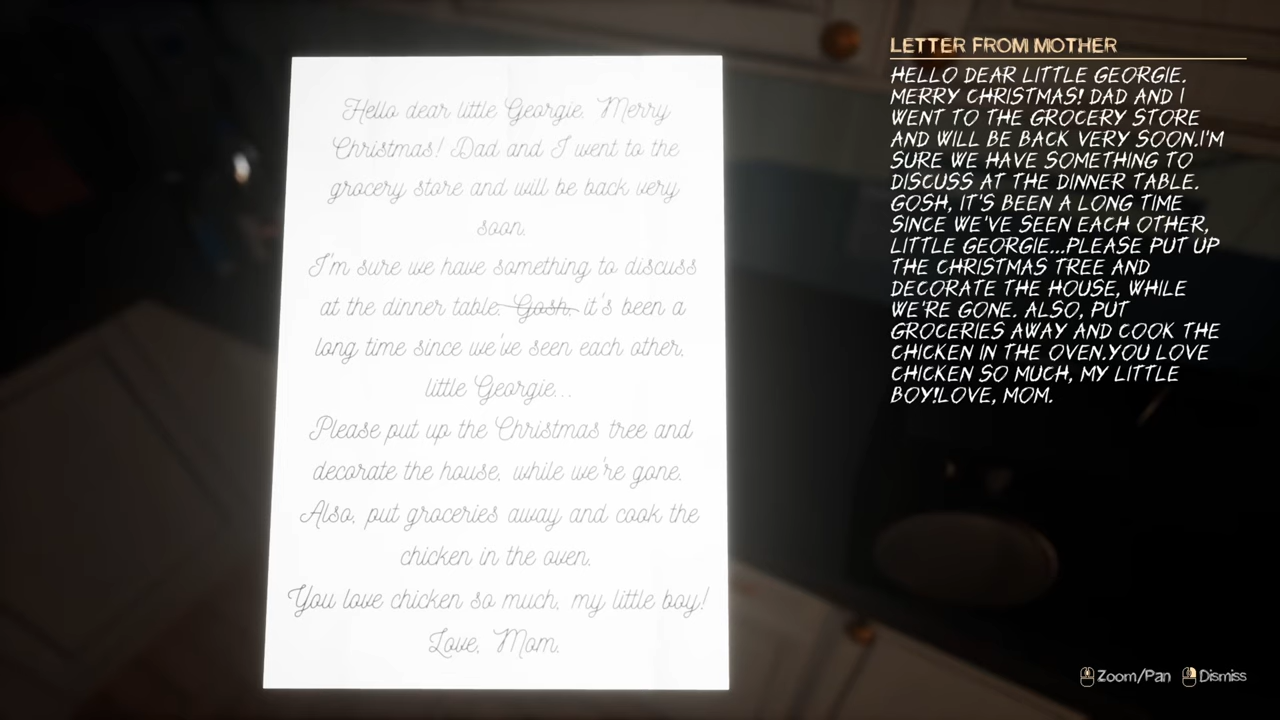 Hello dear little Georgie. Merry
Christmas! Dad and I went to the
grocery store and will be back very
soon.
I'm sure we have something to discuss
at the dinner table. Gosh, it's been a
long time since we've seen each other,
little Georgie...
Please put up the Christmas tree and
decorate the house, while we're gone.
Also, put groceries away and cook the
chicken in the oven.
You love chicken so much, my little boy!
Love, Mom.
LETTER FROM MOTHER
HELLO DEAR LITTLE GEORGIE.
MERRY CHRISTMAS! DAD AND I
WENT TO THE GROCERY STORE
AND WILL BE BACK VERY SOON.I'M
SURE WE HAVE SOMETHING TO
DISCUSS AT THE DINNER TABLE.
GOSH, IT'S BEEN A LONG TIME
SINCE WE'VE SEEN EACH OTHER,
LITTLE GEORGIE...PLEASE PUT UP
THE CHRISTMAS TREE AND
DECORATE THE HOUSE, WHILE
WE'RE GONE. ALSO, PUT
GROCERIES AWAY AND COOK THE
CHICKEN IN THE OVEN.YOU LOVE
CHICKEN SO MUCH, MY LITTLE
BOY!LOVE, MOM.
Zoom/Pan Dismiss